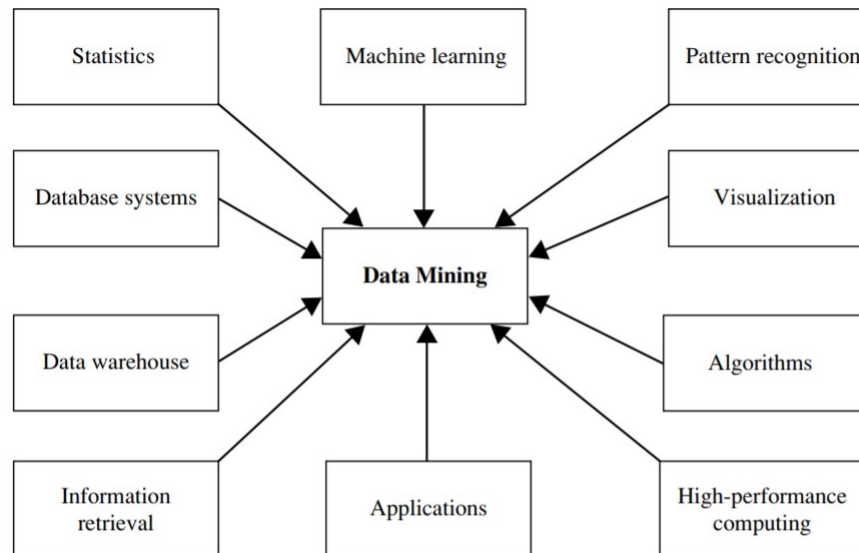 Statistics
Machine learning
Pattern recognition
Database systems
Visualization
Data Mining
Data warehouse
Algorithms
Information
retrieval
Applications
High-performance
computing